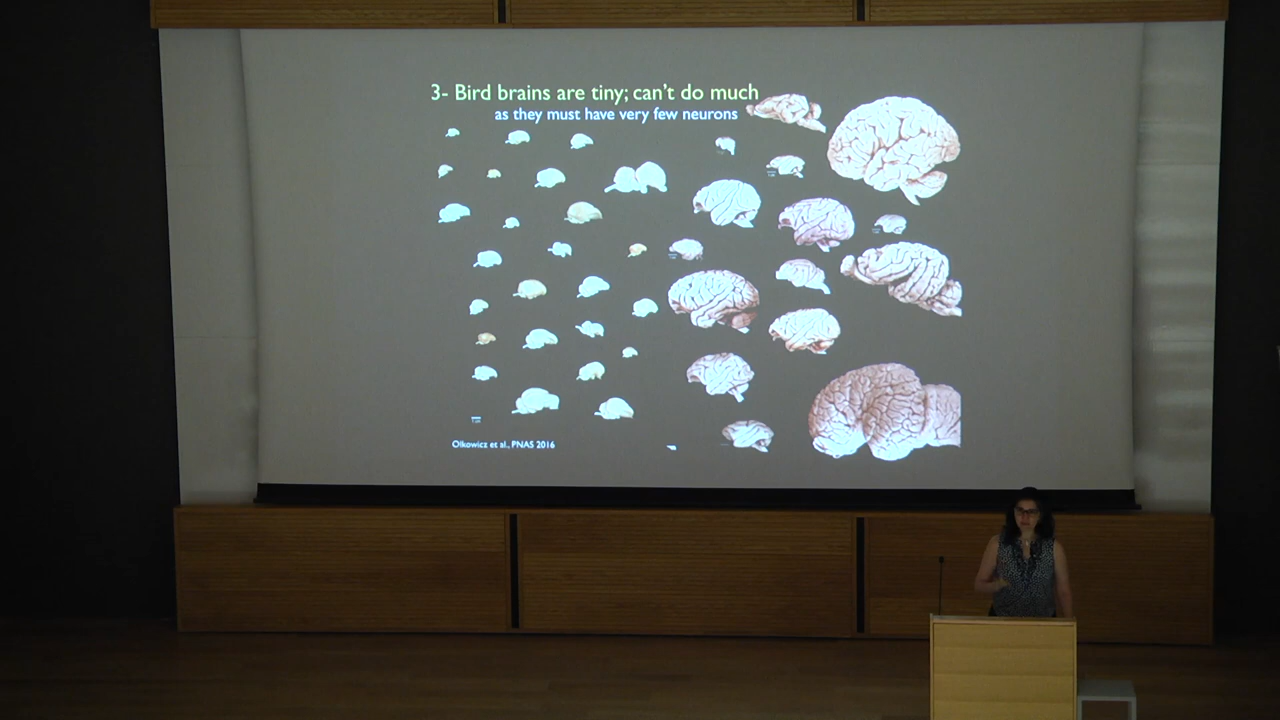 3- Bird brains are tiny; can't do much
as they must have very few neurons
Olkowicz et al., PNAS 2016